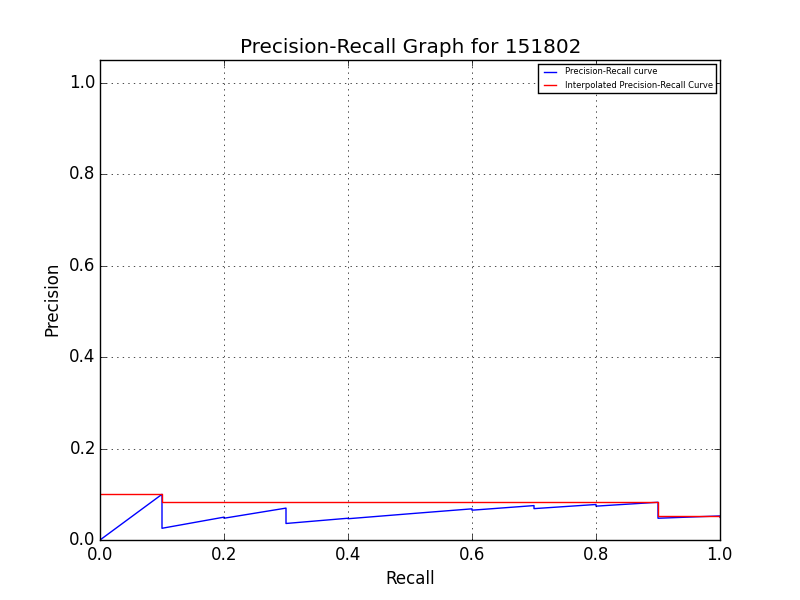 Precision-Recall Graph for 151802
Precision-Recall curve
Interpolated Precision-Recall Curve
1.0
0.8
0.6
0.4
0.2
0.0
Precision
0.0 0.2 0.4 0.6 0.8 1.0
Recall